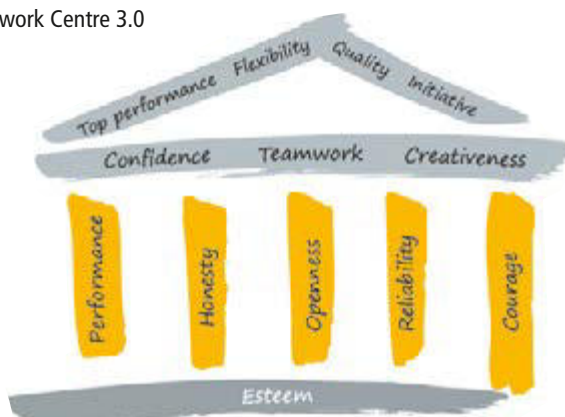 work Centre 3.0
Top performance Flexibility Quality Initiative
Confidence Teamwork Creativeness
Performance
Honesty
Openness
Reliability
Courage
Esteem